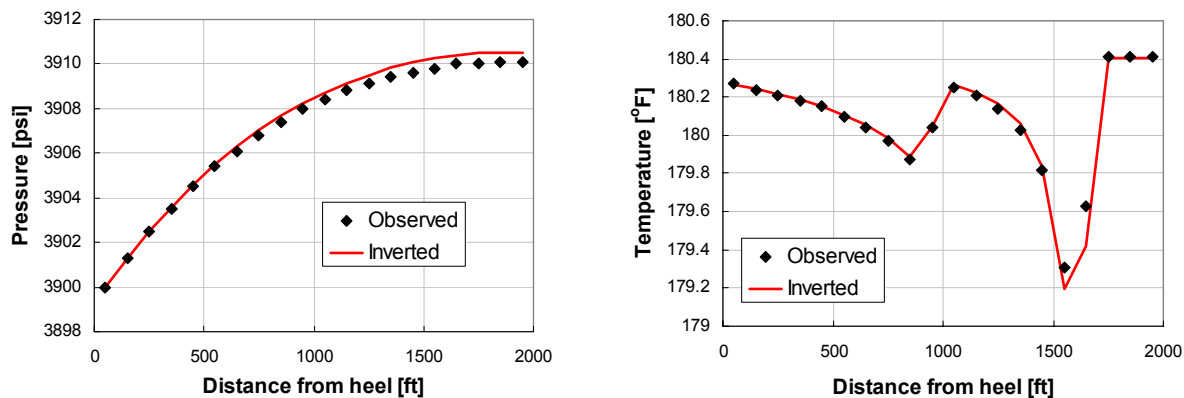 3912
3910
3908
3906
3904
3902
3900
3898
Pressure [psi]
Observed
Inverted
0 500 1000 1500 2000
Distance from heel [ft]
180.6
180.4
180.2
180
179.8
179.6
179.4
179.2
179
Temperature [°F]
Observed
Inverted
0 500 1000 1500 2000
Distance from heel [ft]